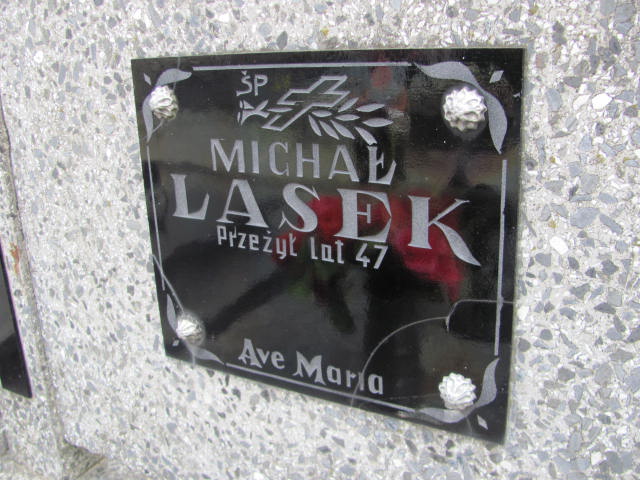 ŚP
MICHAŁ
LASEK
Przeżył lat 47
Ave Maria